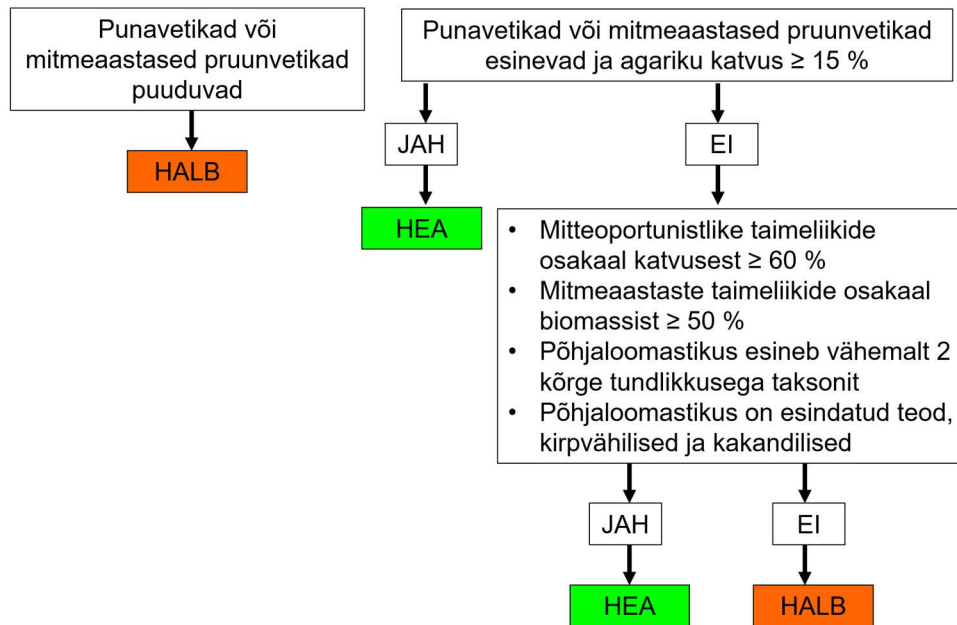 Punavetikad või
mitmeaastased pruunvetikad
puuduvad
HALB
Punavetikad või mitmeaastased pruunvetikad
esinevad ja agariku katvus ≥ 15 %
JAH
EI
HEA
• Mitteoportunistlike taimeliikide
osakaal katvusest ≥ 60 %
• Mitmeaastaste taimeliikide osakaal
biomassist ≥ 50 %
• Põhjaloomastikus esineb vähemalt 2
kõrge tundlikkusega taksonit
• Põhjaloomastikus on esindatud teod,
kirpvähilised ja kakandilised
JAH
EI
HEA
HALB